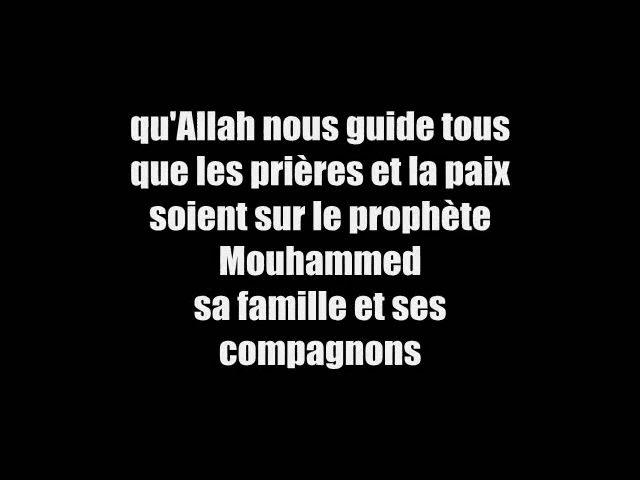 qu'Allah nous guide tous
que les prières et la paix
soient sur le prophète
Mouhammed
sa famille et ses
compagnons